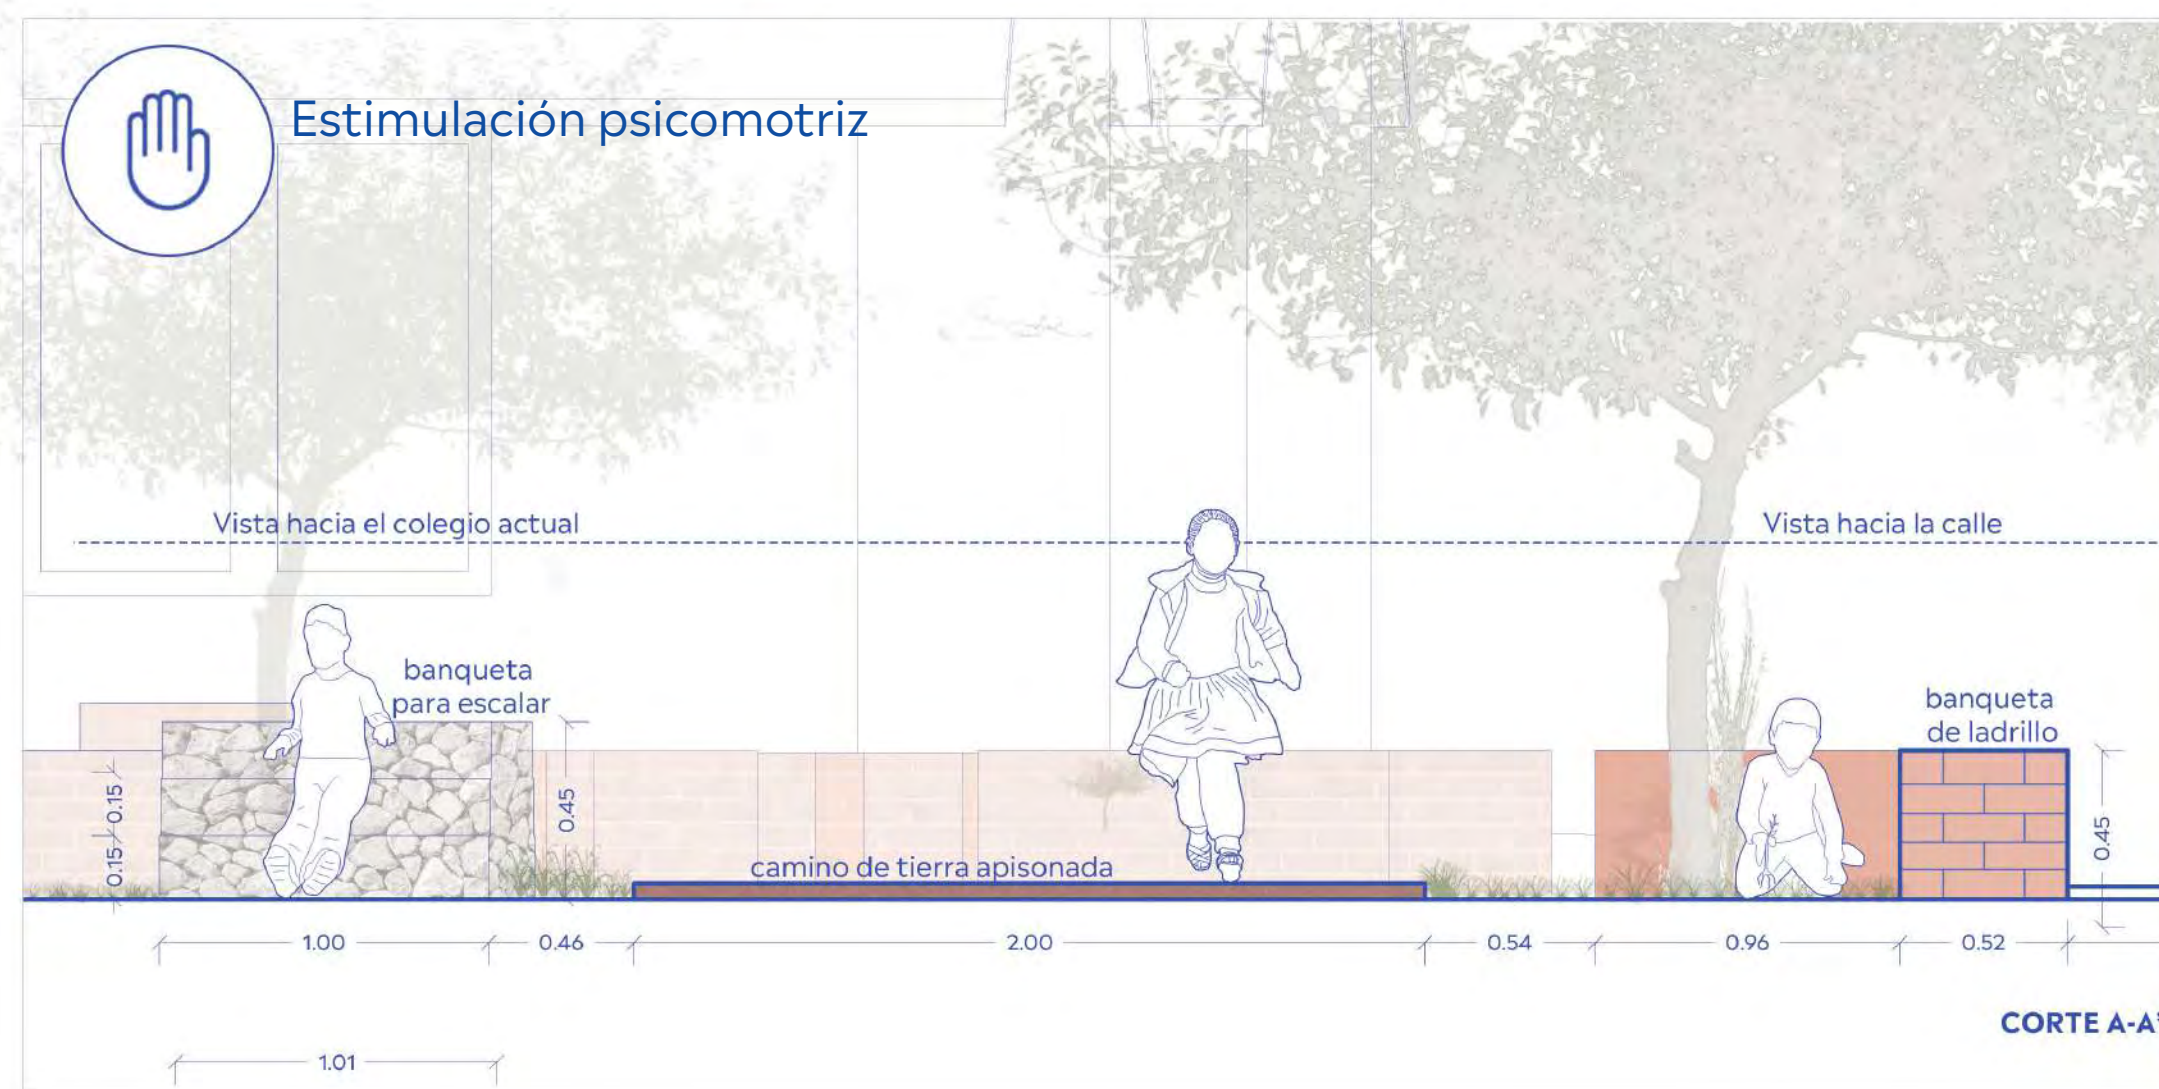 Estimulación psicomotriz
Vista hacia el colegio actual
Vista hacia la calle
banqueta
para escalar
banqueta
de ladrillo
0.15
0.15
0.45
camino de tierra apisonada
0.45
1.00
0.46
2.00
0.54
0.96
0.52
CORTE A-A'
1.01